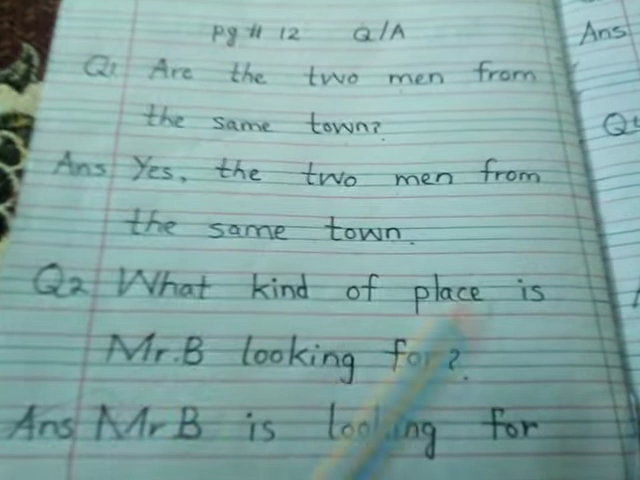 Pg # 12 Q/A
Q1 Are the two men from
the same town?
Ans Yes, the two men from
the same town.
Q2 What kind of place is
Mr.B looking for?
Ans Mr B is looking for
Ans